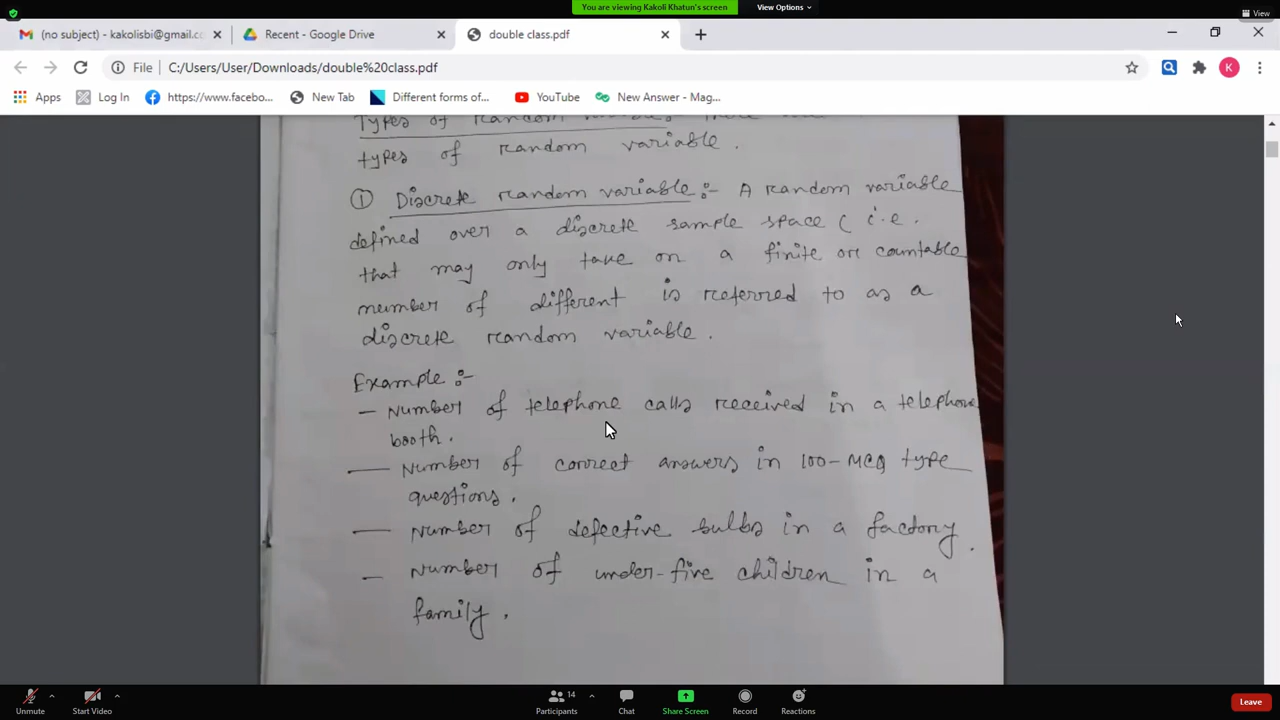 You are viewing Kakoli Khatun's screen
View Options
View
(no subject) - kakolisbi@gmail.cc
Recent - Google Drive
double class.pdf
File
C:/Users/User/Downloads/double%20class.pdf
K
Apps
Log In
https://www.facebo...
New Tab
Different forms of...
YouTube
New Answer - Mag...
Types of Random variable :-
types of random variable.
① Discrete random variable :- A random variable
defined over a discrete sample space ( i.e.
that may only take on a finite or countable
number of different is referred to as a
discrete random variable.
Example :-
- Number of telephone calls received in a telephone
booth.
- Number of correct answers in 100-MCQ type
questions.
- Number of defective bulbs in a factory.
- Number of under-five children in a
family.
Unmute
Start Video
14
Participants
Chat
Share Screen
Record
Reactions
Leave